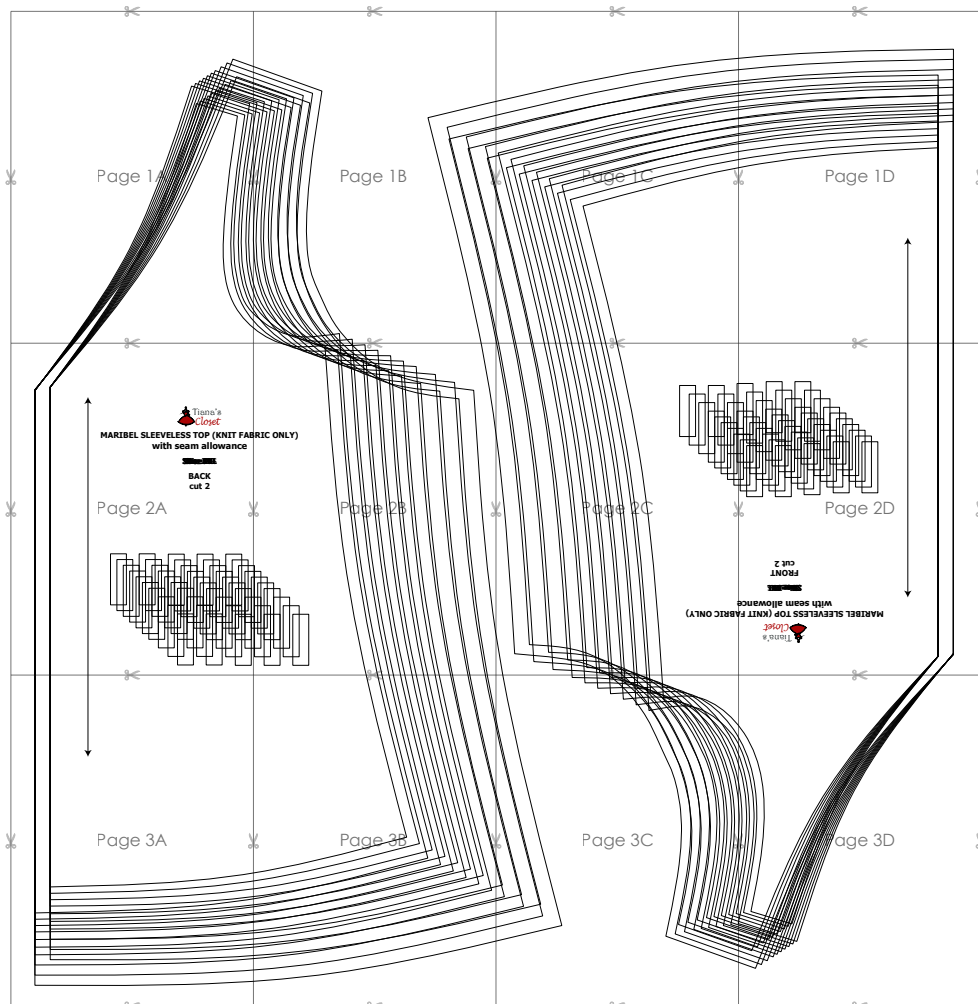 Page 1A
Page 1B
Page 1C
Page 1D
Tiana's
Closet
MARIBEL SLEEVELESS TOP (KNIT FABRIC ONLY)
with seam allowance
BACK
cut 2
Page 2A
Page 2B
Page 2C
Page 2D
cut 2
FRONT
with seam allowance
MARIBEL SLEEVELESS TOP (KNIT FABRIC ONLY)
Tiana's
Closet
Page 3A
Page 3B
Page 3C
Page 3D